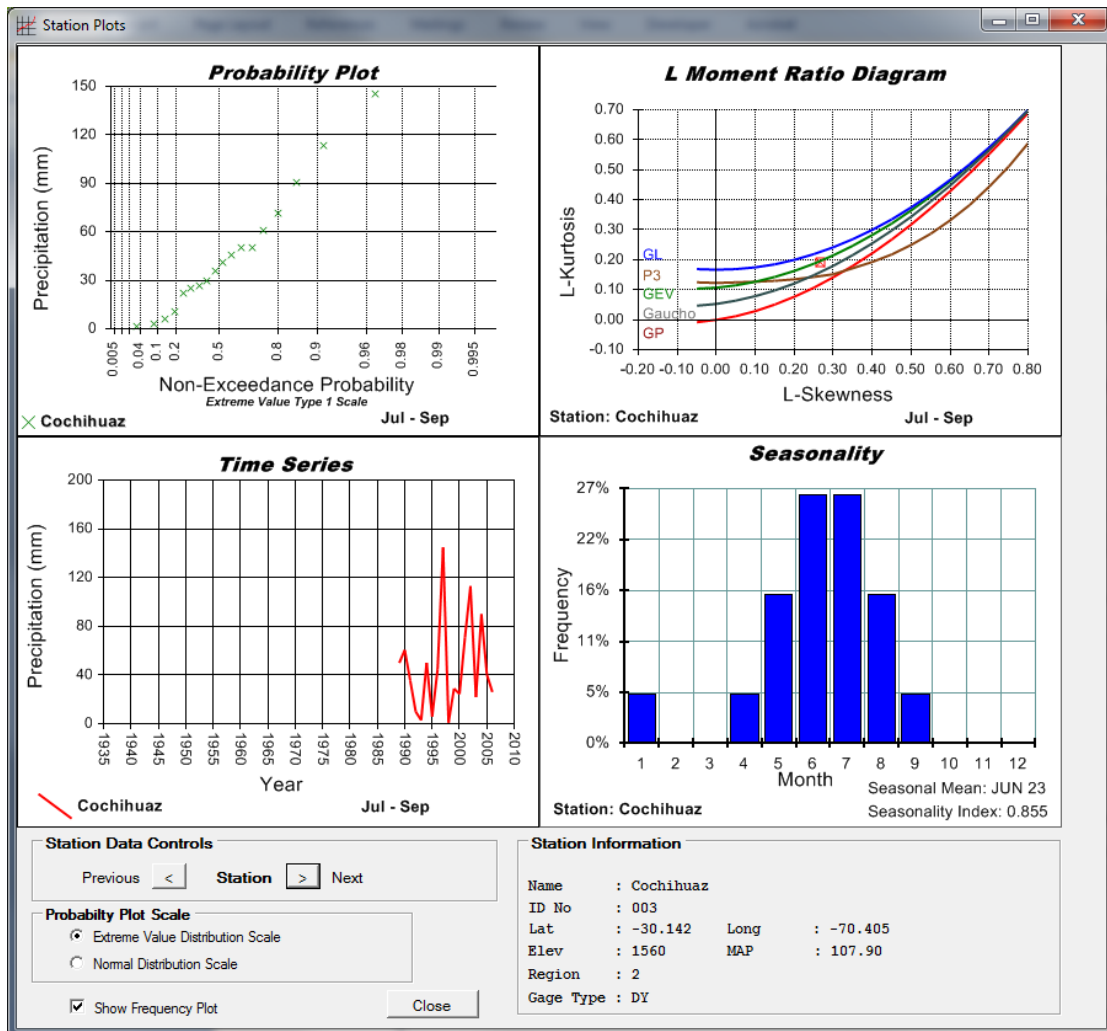 Station Plots
Probability Plot
150
120
90
60
30
0
Precipitation (mm)
0.005
0.04
0.1
0.2
0.5
0.8
0.9
0.96
0.98
0.99
0.995
Non-Exceedance Probability
Extreme Value Type 1 Scale
Cochihuaz
Jul - Sep
L Moment Ratio Diagram
0.70
0.60
0.50
0.40
0.30
0.20
0.10
0.00
-0.10
L-Kurtosis
GL
P3
GEV
Gaucho
GP
-0.20 -0.10 0.00 0.10 0.20 0.30 0.40 0.50 0.60 0.70 0.80
L-Skewness
Station: Cochihuaz
Jul - Sep
Time Series
200
160
120
80
40
0
Precipitation (mm)
1935
1940
1945
1950
1955
1960
1965
1970
1975
1980
1985
1990
1995
2000
2005
2010
Year
Cochihuaz
Jul - Sep
Seasonality
27%
22%
16%
11%
5%
0%
Frequency
1 2 3 4 5 6 7 8 9 10 11 12
Month
Seasonal Mean: JUN 23
Station: Cochihuaz
Seasonality Index: 0.855
Station Data Controls
Previous < Station > Next
Probabilty Plot Scale
Extreme Value Distribution Scale
Normal Distribution Scale
Show Frequency Plot
Close
Station Information
Name : Cochihuaz
ID No : 003
Lat : -30.142 Long : -70.405
Elev : 1560 MAP : 107.90
Region : 2
Gage Type : DY